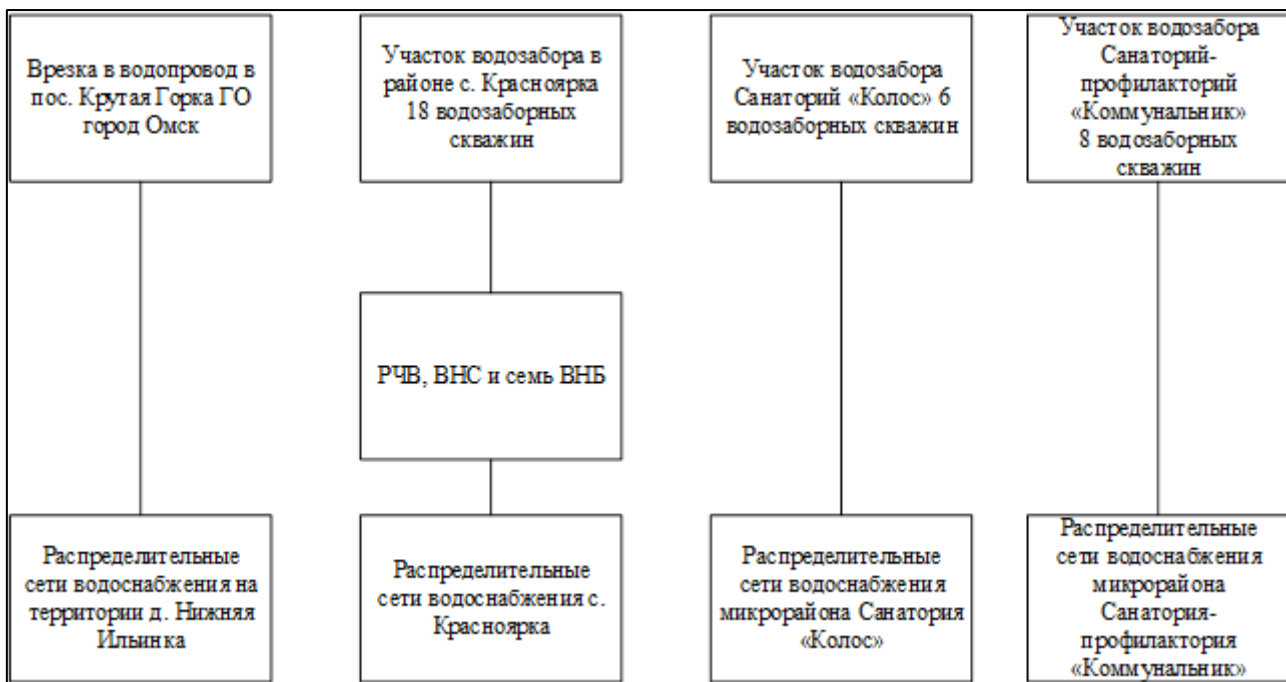 Врезка в водопровод в
пос. Крутая Горка ГО
город Омск
Участок водозабора в
районе с. Красноярка
18 водозаборных
скважин
Участок водозабора
Санаторий «Колос» 6
водозаборных скважин
Участок водозабора
Санаторий-
профилакторий
«Коммунальник»
8 водозаборных
скважин
РЧВ, ВНС и семь ВНБ
Распределительные
сети водоснабжения на
территории д. Нижняя
Ильинка
Распределительные
сети водоснабжения с.
Красноярка
Распределительные
сети водоснабжения
микрорайона Санатория
«Колос»
Распределительные
сети водоснабжения
микрорайона
Санатория-
профилактория
«Коммунальник»